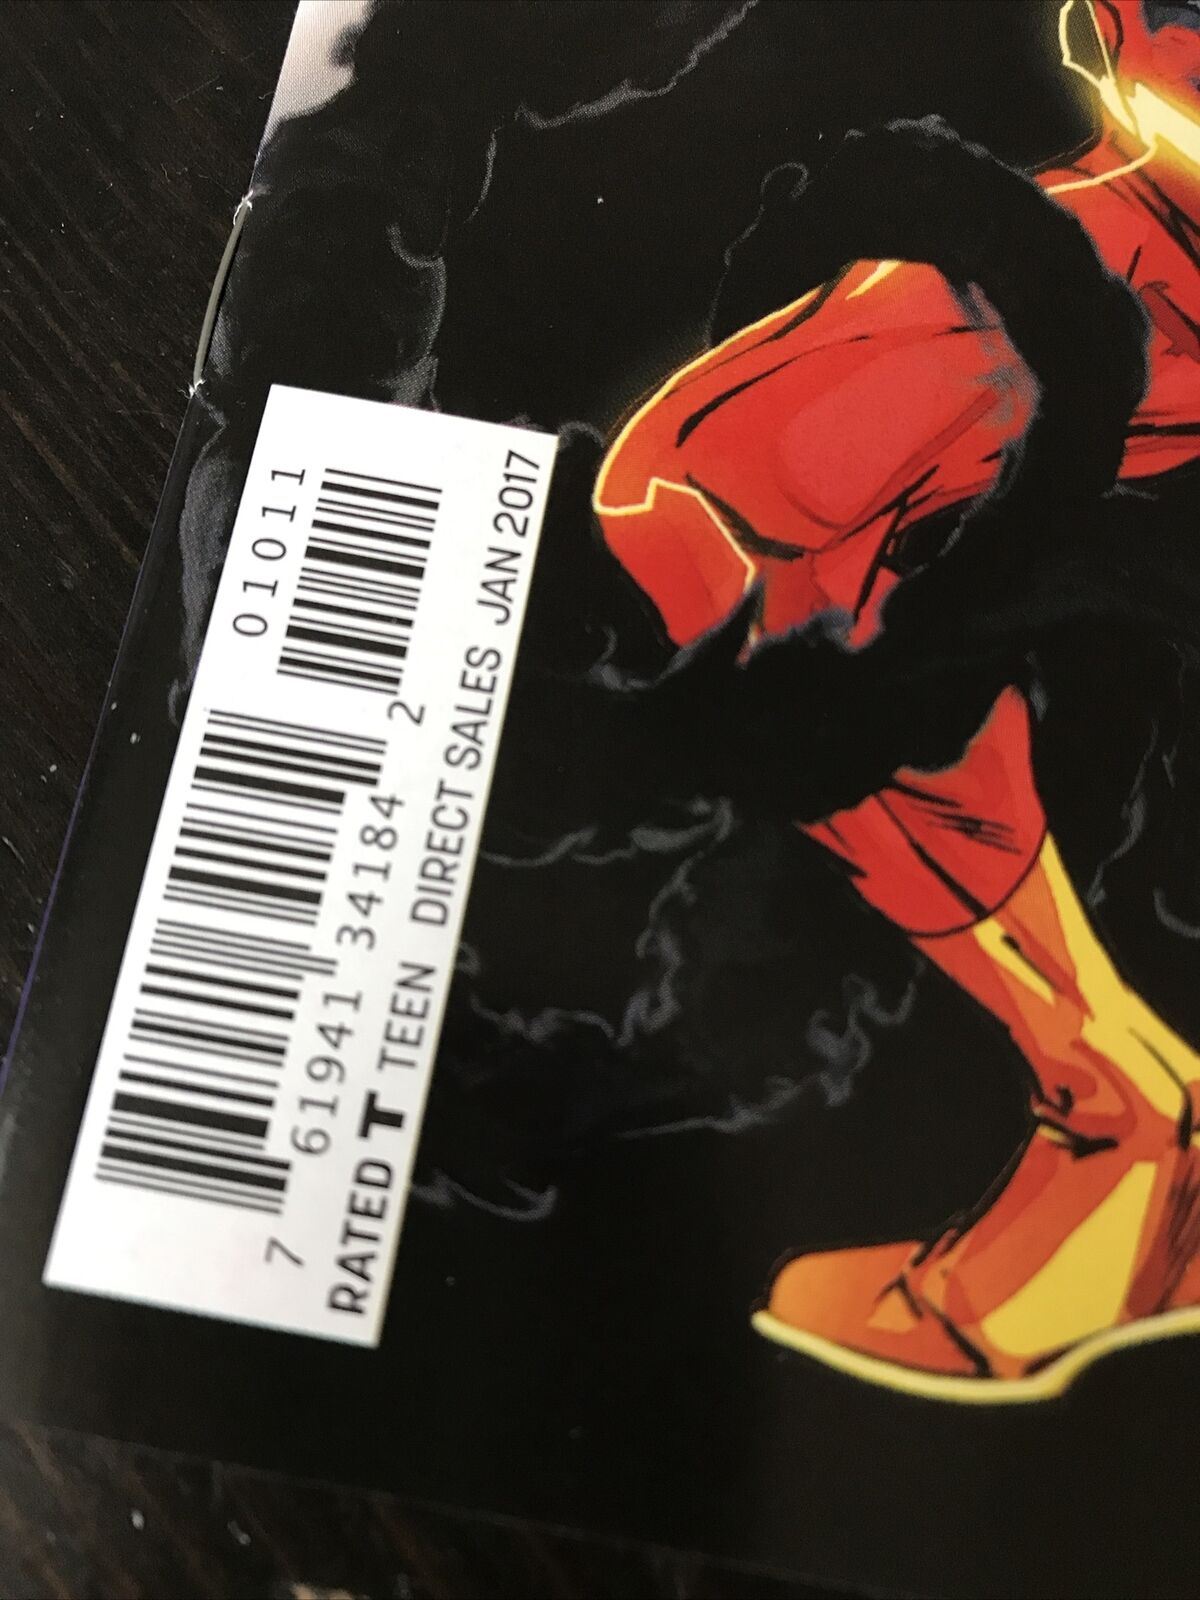 01011
7 61941 34184 2
RATED T TEEN DIRECT SALES JAN 2017